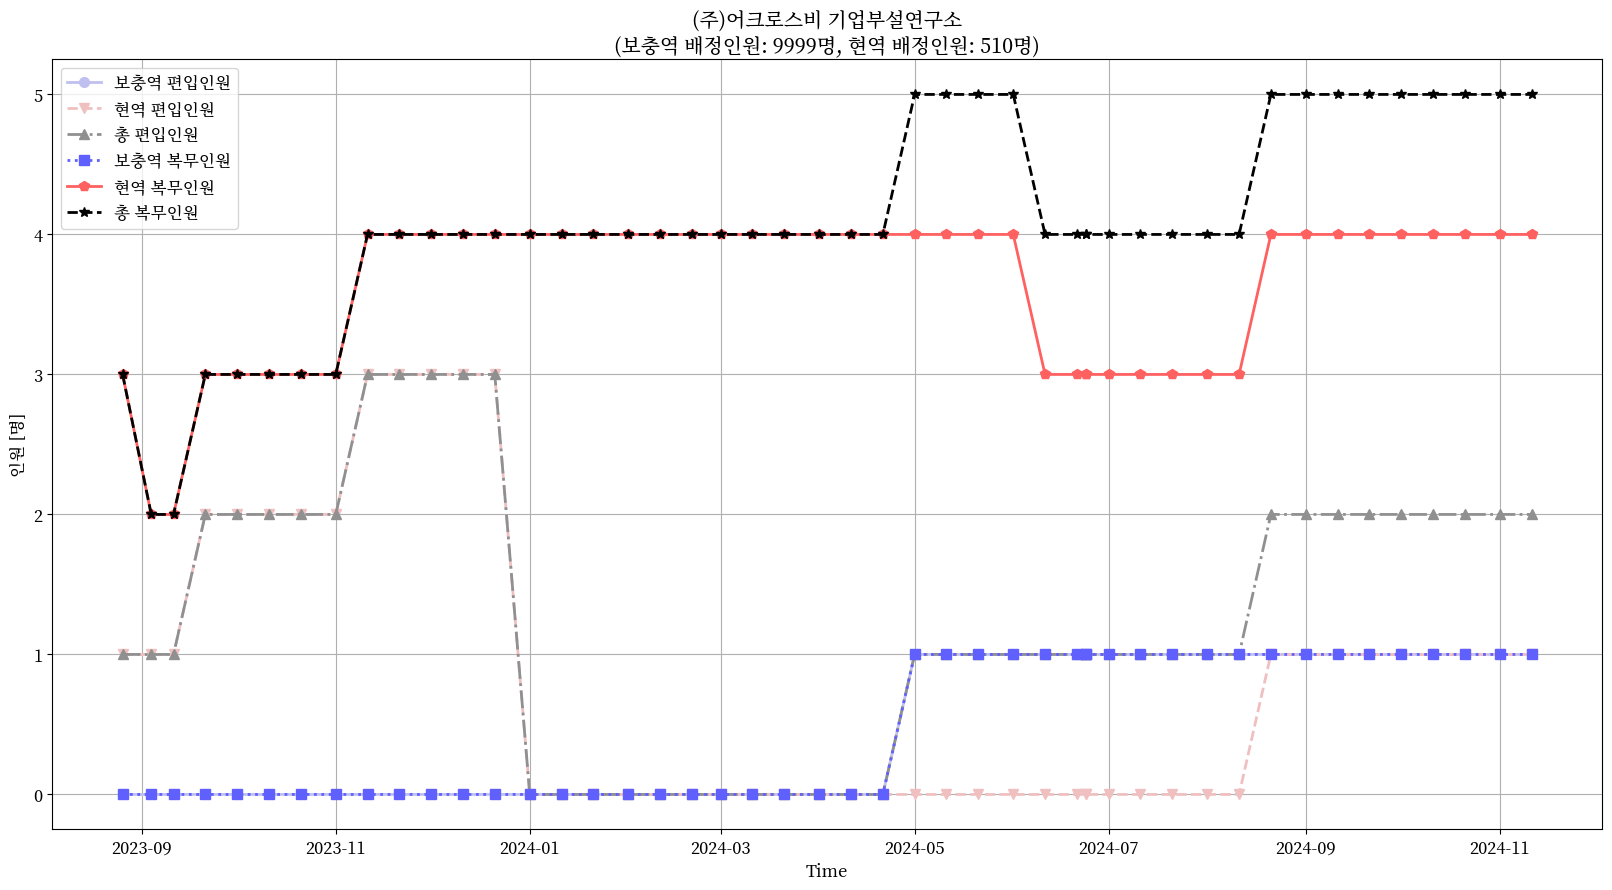 (주)어크로스비 기업부설연구소
(보충역 배정인원: 9999명, 현역 배정인원: 510명)
보충역 편입인원
현역 편입인원
총 편입인원
보충역 복무인원
현역 복무인원
총 복무인원
인원 [명]
5
4
3
2
1
0
2023-09 2023-11 2024-01 2024-03 2024-05 2024-07 2024-09 2024-11
Time